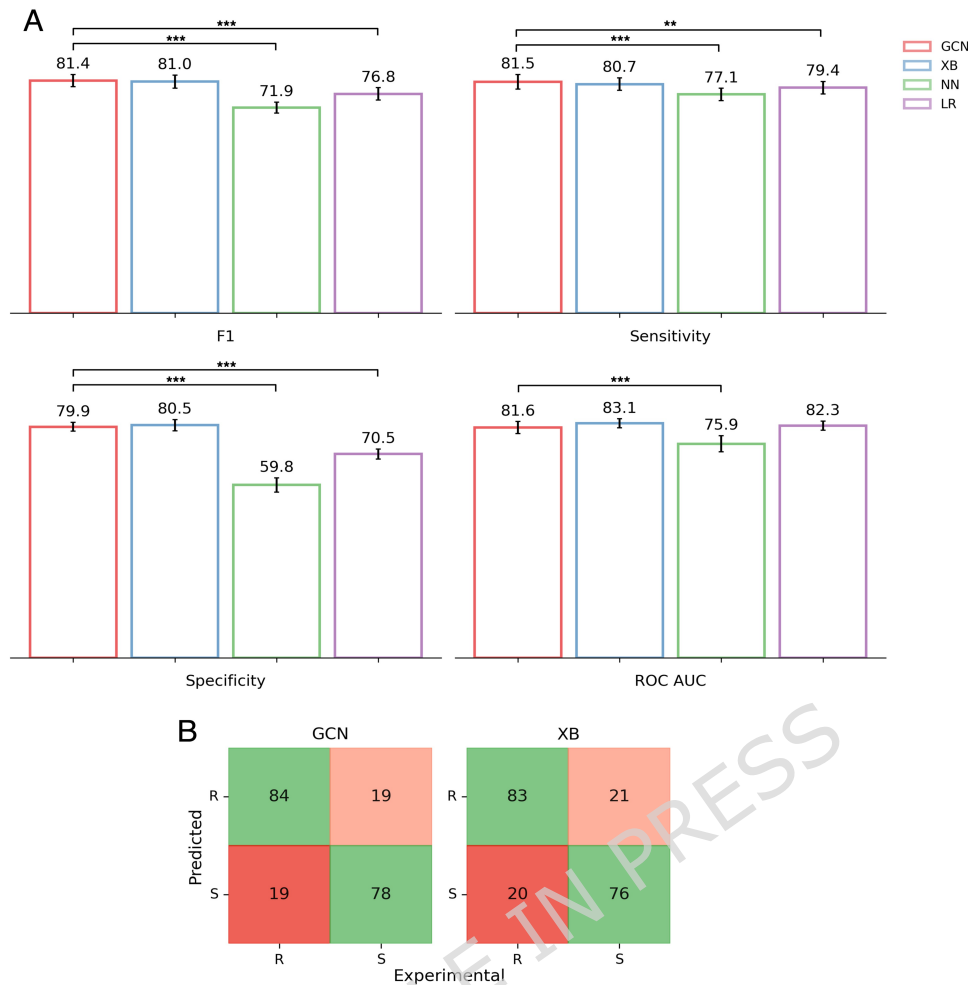 A
*** 
***
81.4
81.0
71.9
76.8
F1
**
***
81.5
80.7
77.1
79.4
Sensitivity
GCN
XB
NN
LR
***
***
79.9
80.5
59.8
70.5
Specificity
***
81.6
83.1
75.9
82.3
ROC AUC
B
GCN
XB
Predicted
R
84
19
S
19
78
R
S
R
83
21
S
20
76
R
S
Experimental
E IN PRESS